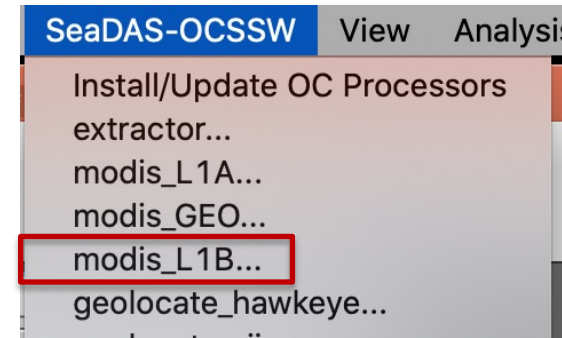 SeaDAS-OCSSW View Analysis
Install/Update OC Processors
extractor...
modis_L1A...
modis_GEO...
modis_L1B...
geolocate_hawkeye...